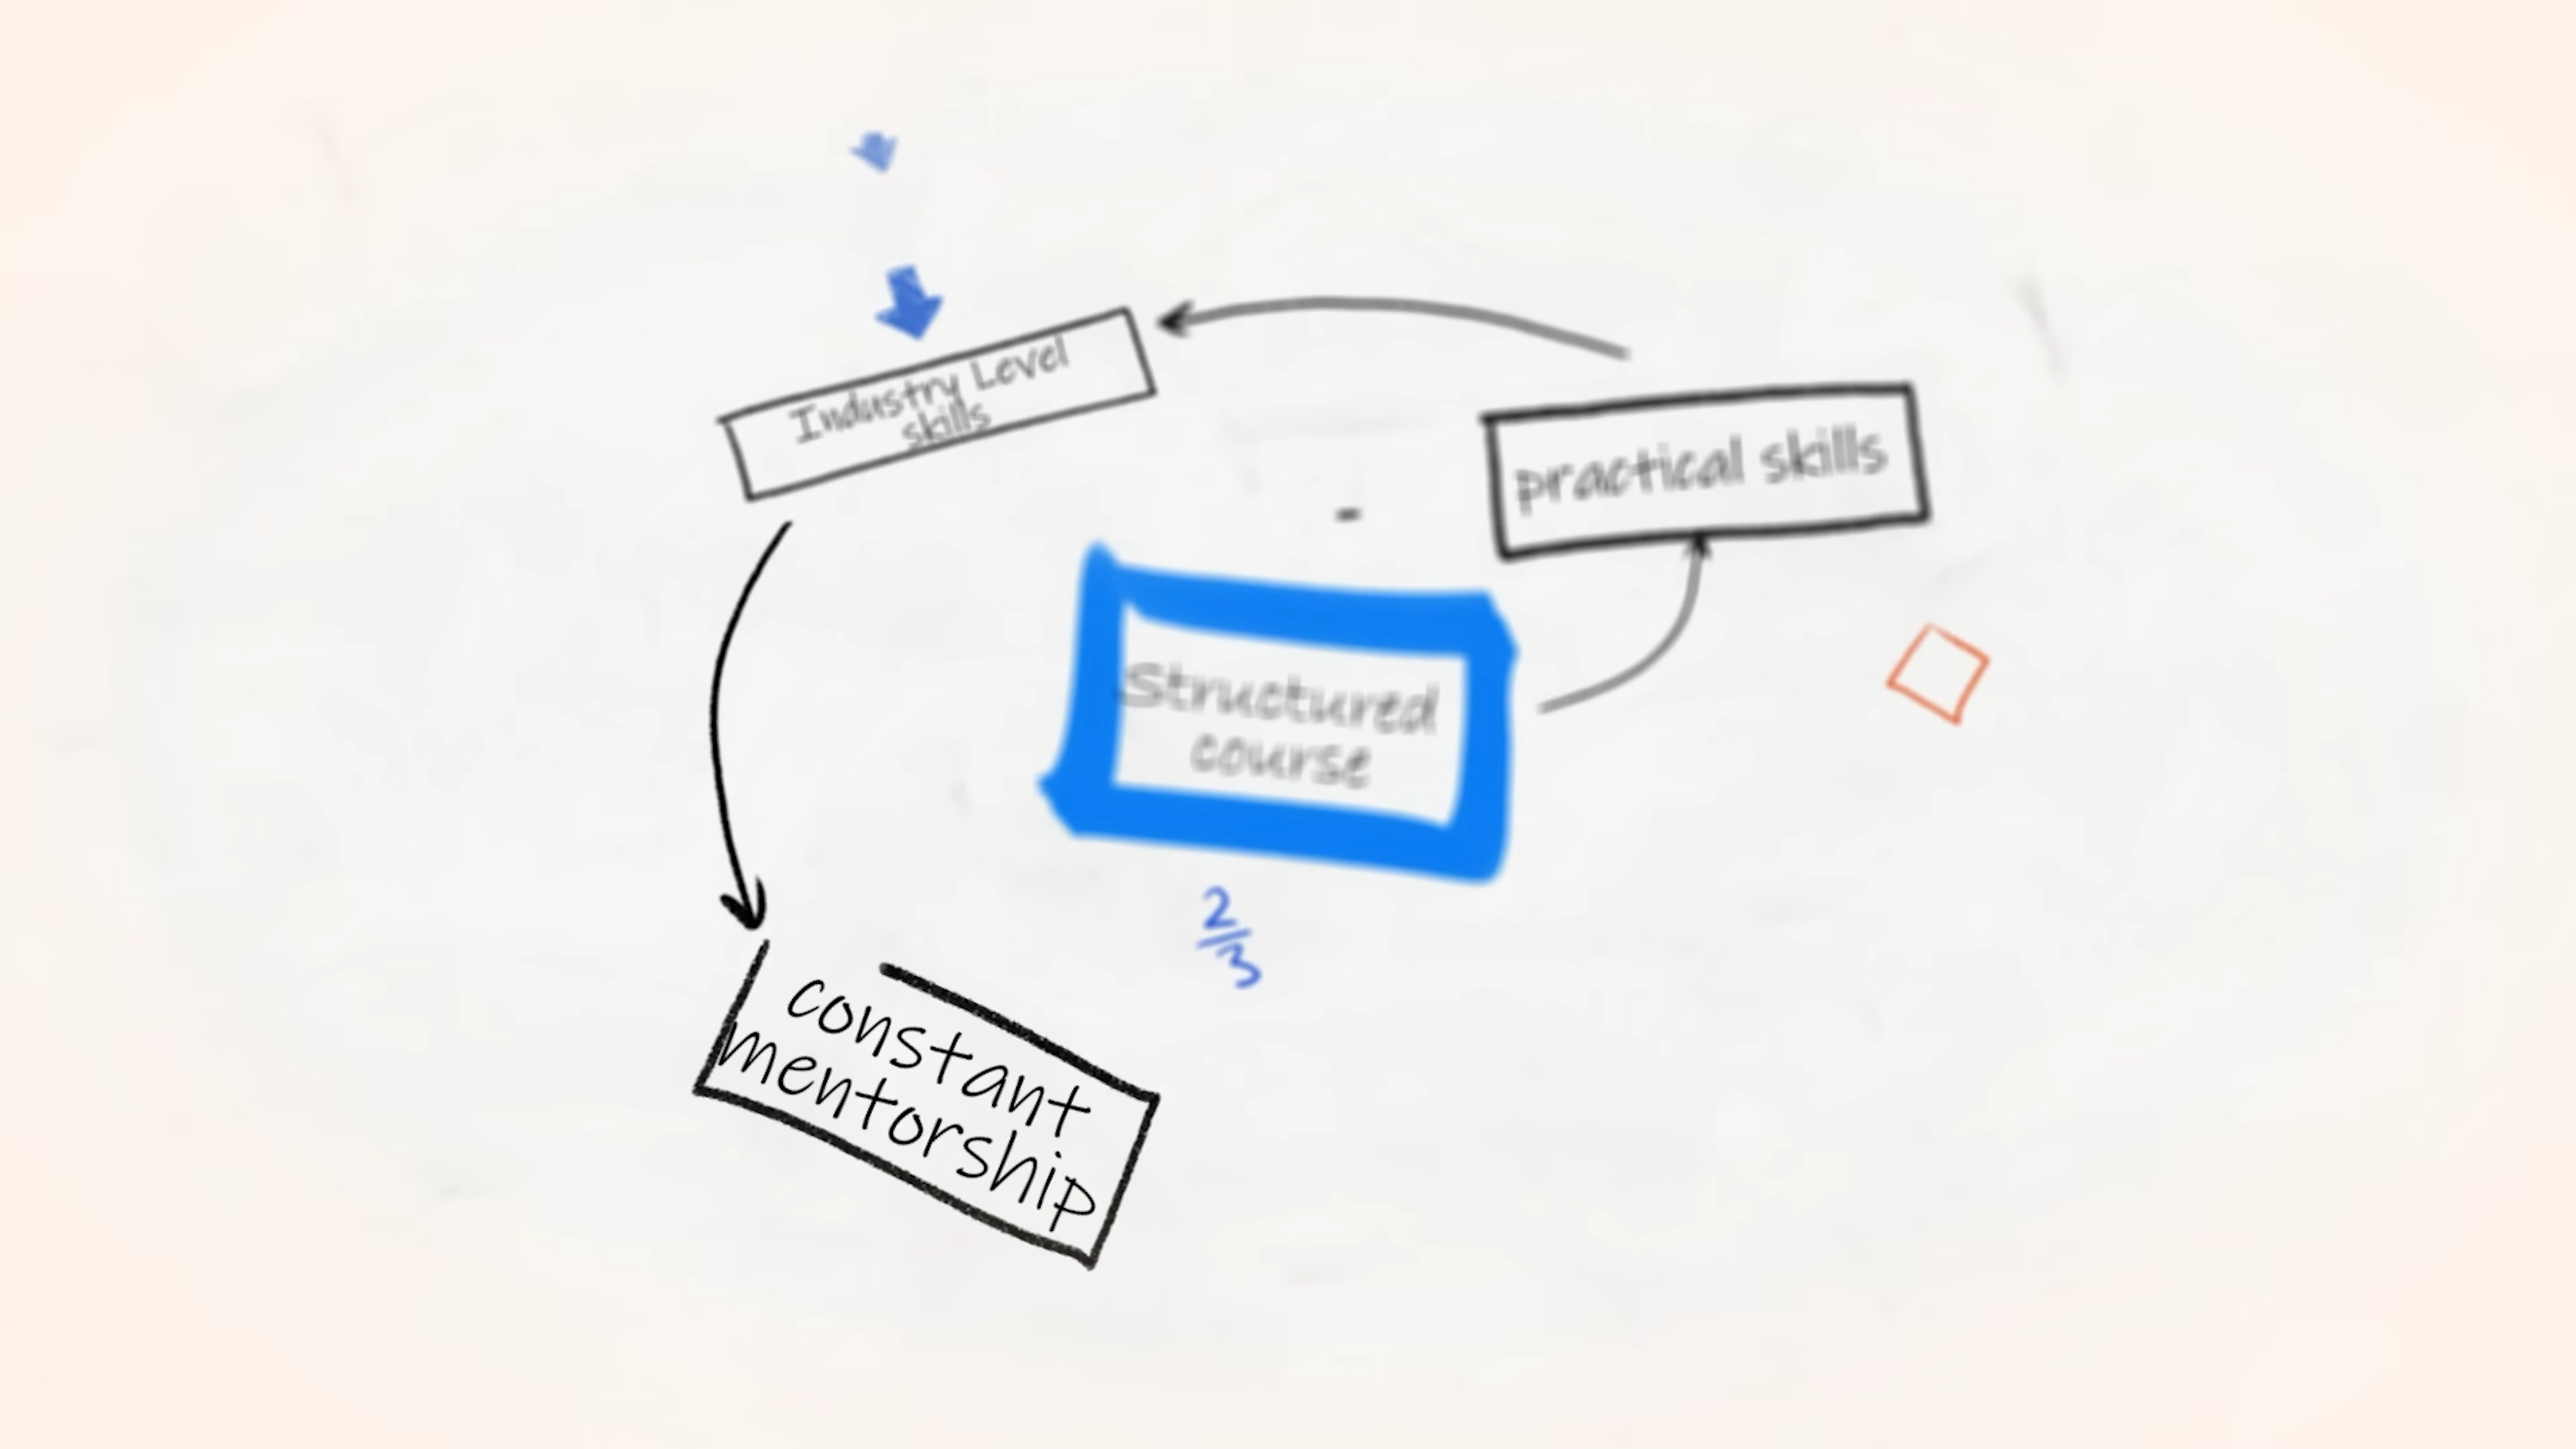 Industry Level
skills
practical skills
-
Structured
course
2
3
constant
mentorship